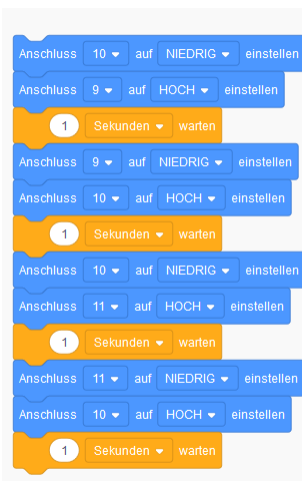 Anschluss 10 auf NIEDRIG einstellen
Anschluss 9 auf HOCH einstellen
1 Sekunden warten
Anschluss 9 auf NIEDRIG einstellen
Anschluss 10 auf HOCH einstellen
1 Sekunden warten
Anschluss 10 auf NIEDRIG einstellen
Anschluss 11 auf HOCH einstellen
1 Sekunden warten
Anschluss 11 auf NIEDRIG einstellen
Anschluss 10 auf HOCH einstellen
1 Sekunden warten